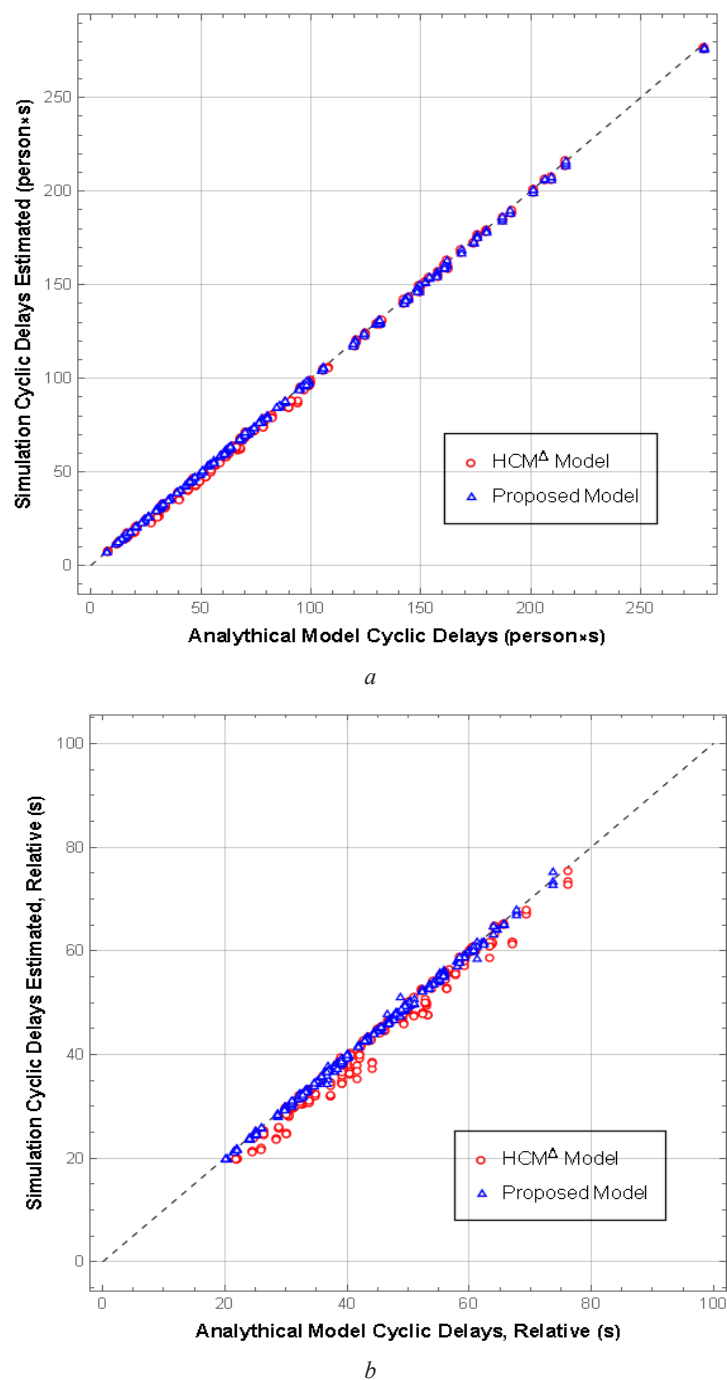 Simulation Cyclic Delays Estimated (person×s)
250
200
150
100
50
0
HCM^Δ Model
Proposed Model
0 50 100 150 200 250
Analythical Model Cyclic Delays (person×s)
a
Simulation Cyclic Delays Estimated, Relative (s)
100
80
60
40
20
0
HCM^Δ Model
Proposed Model
0 20 40 60 80 100
Analythical Model Cyclic Delays, Relative (s)
b